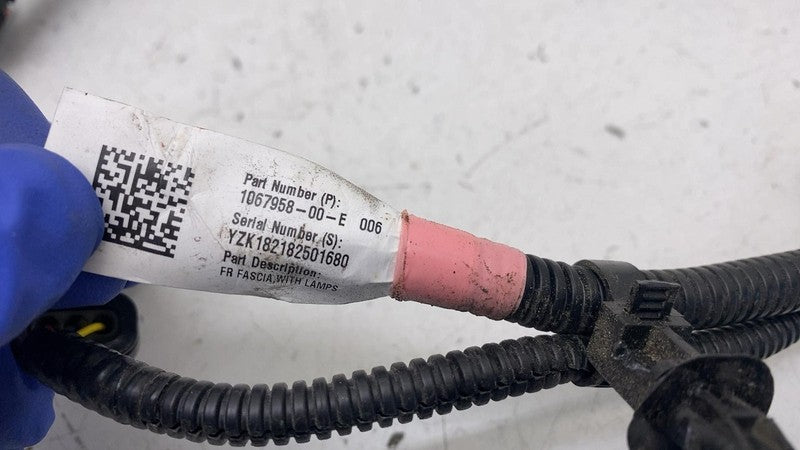 Part Number (P):
1067958-00-E 006
Serial Number (S):
YZK182182501680
Part Description:
FR FASCIA,WITH LAMPS